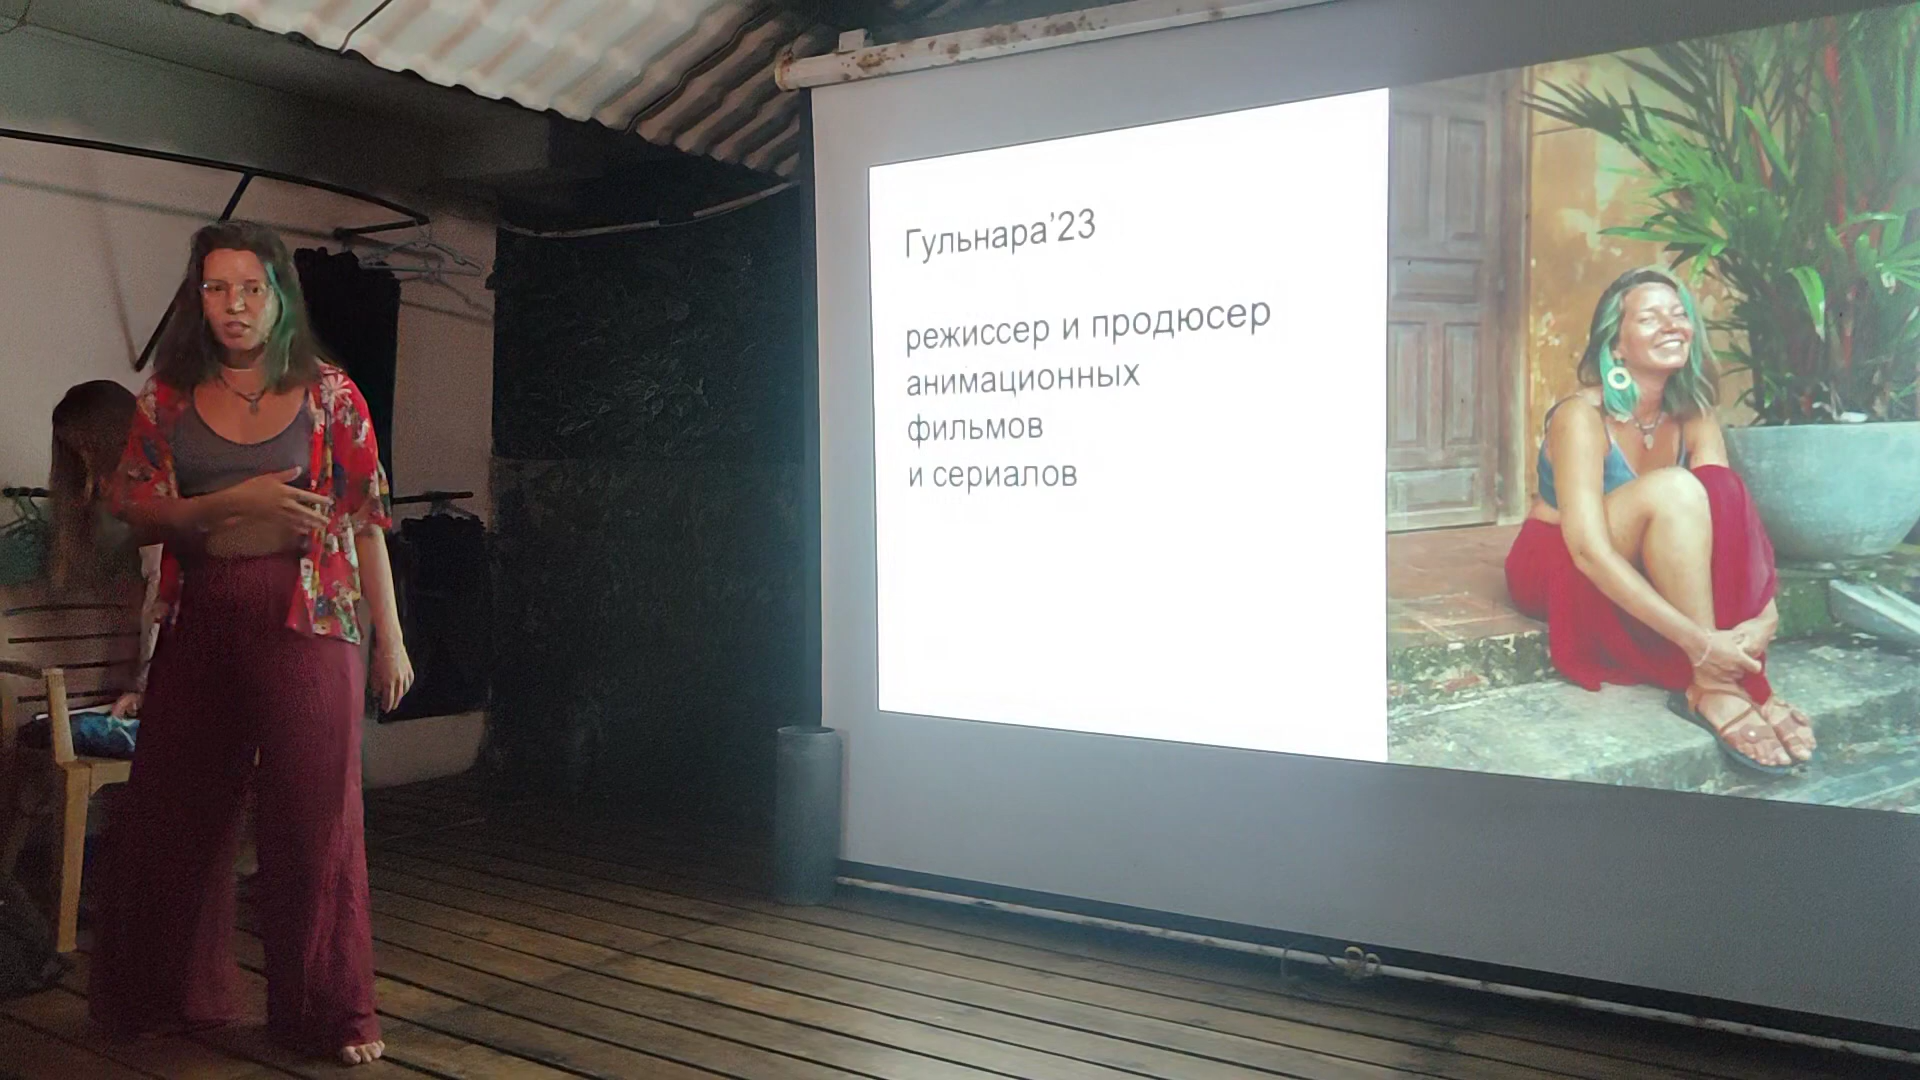 Гульнара’23
режиссер и продюсер
анимационных
фильмов
и сериалов